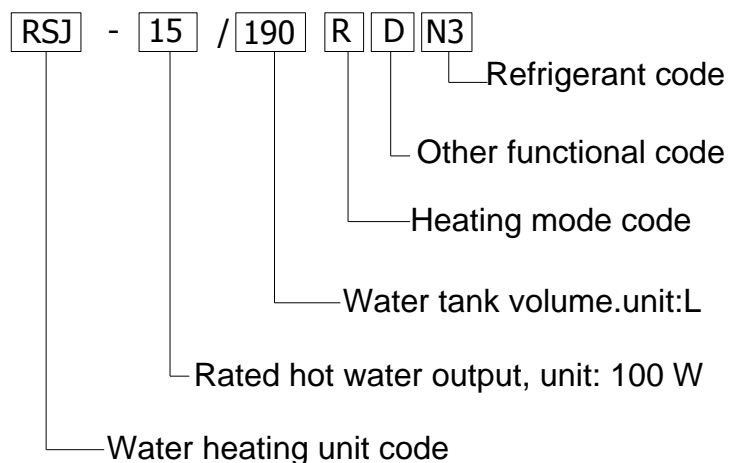 RSJ - 15 / 190 R D N3
Refrigerant code
Other functional code
Heating mode code
Water tank volume.unit:L
Rated hot water output, unit: 100 W
Water heating unit code